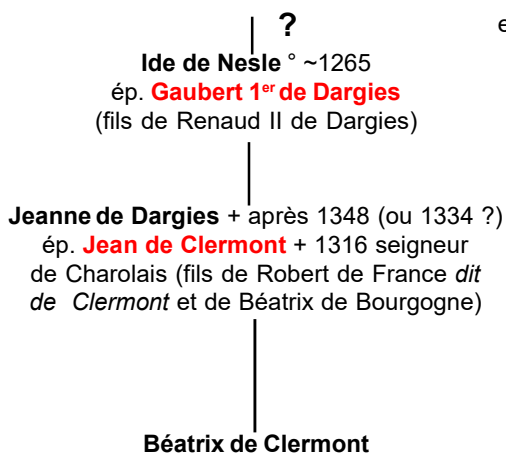 ?
e
Ide de Nesle ° ~1265
ép. Gaubert 1er de Dargies
(fils de Renaud II de Dargies)
Jeanne de Dargies + après 1348 (ou 1334 ?)
ép. Jean de Clermont + 1316 seigneur
de Charolais (fils de Robert de France dit
de Clermont et de Béatrix de Bourgogne)
Béatrix de Clermont